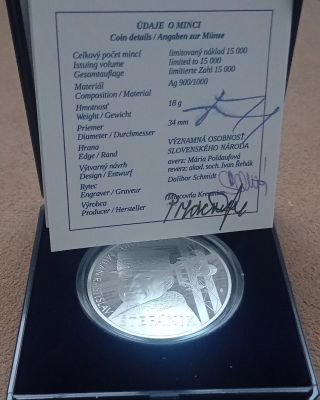 ÚDAJE O MINCI
Coin details / Angaben zur Münze
Celkový počet mincí limitovaný náklad 15 000
Issuing volume limited to 15 000
Gesamtauflage limitierte Zahl 15 000
Materiál Ag 900/1000
Composition / Material
Hmotnosť 18 g
Weight / Gewicht
Priemer 34 mm
Diameter / Durchmesser
Hrana VÝZNAMNÁ OSOBNOSŤ
Edge / Rand SLOVENSKÉHO NÁRODA
Výtvarný návrh averz: Mária Poldaufová
Design / Entwurf reverz: akad. soch. Ivan Řehák
Rytec Dalibor Schmidt
Engraver / Graveur
Výrobca Mincovňa Kremnica
Producer / Hersteller
ŠTEFÁNIK